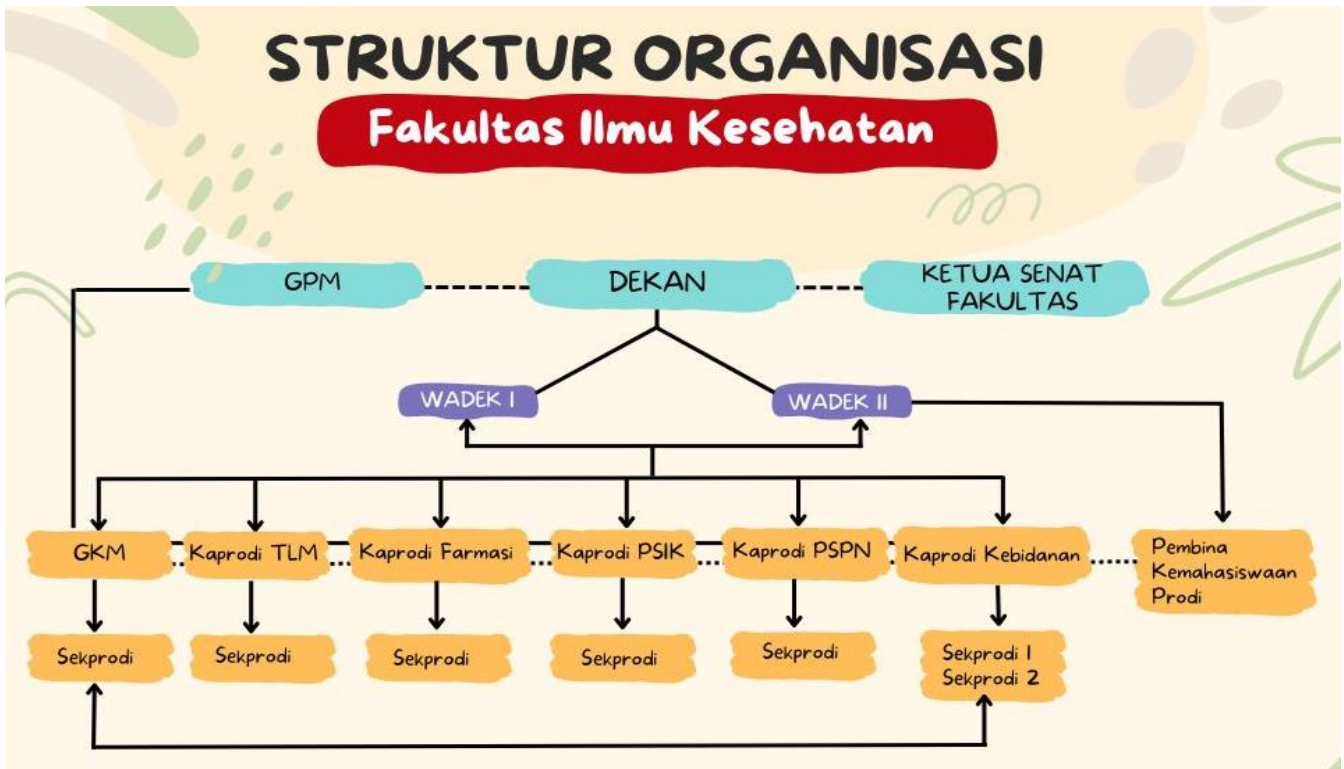 STRUKTUR ORGANISASI
Fakultas Ilmu Kesehatan
GPM
DEKAN
KETUA SENAT
FAKULTAS
WADEK I
WADEK II
GKM
Kaprodi TLM
Kaprodi Farmasi
Kaprodi PSIK
Kaprodi PSPN
Kaprodi Kebidanan
Pembina
Kemahasiswaan
Prodi
Sekprodi
Sekprodi
Sekprodi
Sekprodi
Sekprodi
Sekprodi 1
Sekprodi 2